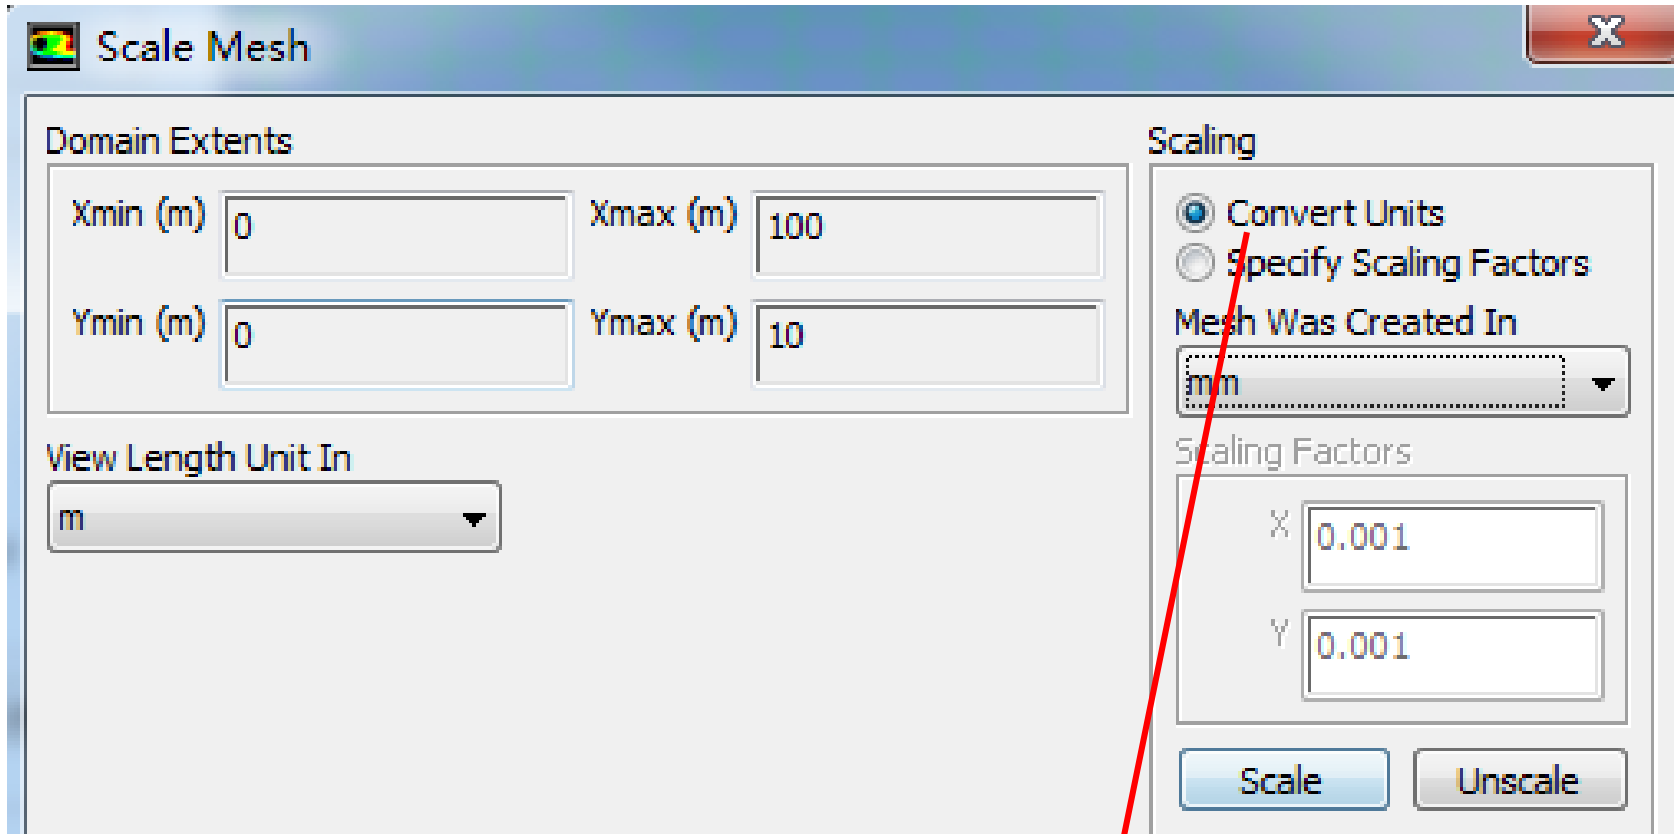 Scale Mesh
Domain Extents
Xmin (m) 0 Xmax (m) 100
Ymin (m) 0 Ymax (m) 10
View Length Unit In
m
Scaling
Convert Units
Specify Scaling Factors
Mesh Was Created In
mm
Scaling Factors
X 0.001
Y 0.001
Scale Unscale